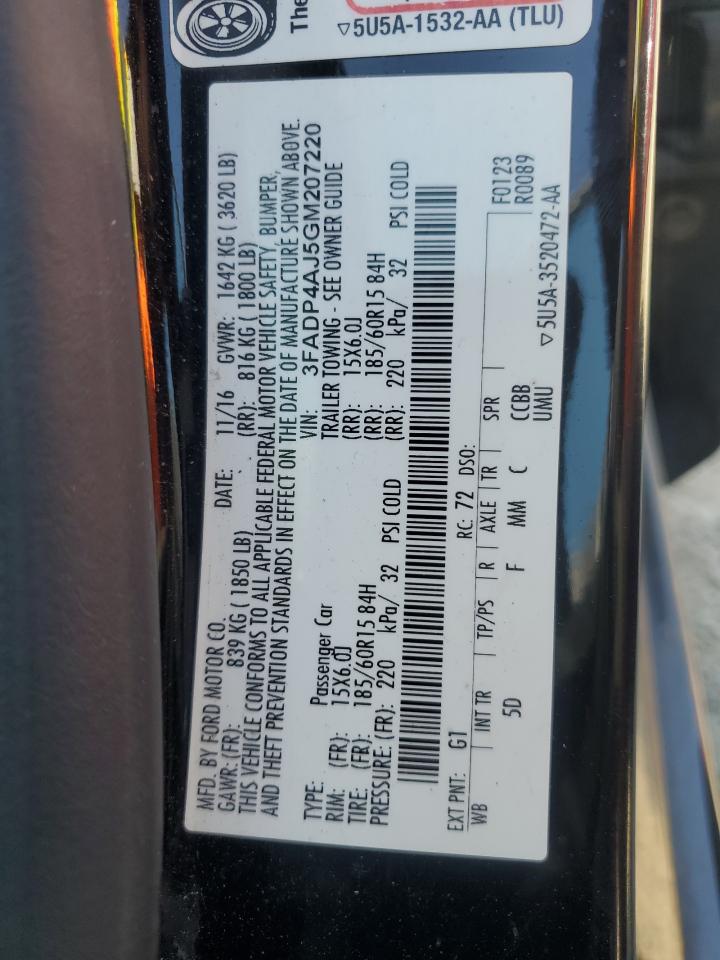 The
▽5U5A-1532-AA (TLU)
MFD. BY FORD MOTOR CO. DATE: 11/16 GVWR: 1642 KG ( 3620 LB)
GAWR: (FR): 839 KG ( 1850 LB) (RR): 816 KG ( 1800 LB)
THIS VEHICLE CONFORMS TO ALL APPLICABLE FEDERAL MOTOR VEHICLE SAFETY, BUMPER,
AND THEFT PREVENTION STANDARDS IN EFFECT ON THE DATE OF MANUFACTURE SHOWN ABOVE.
VIN: 3FADP4AJ5GM207220
TYPE: Passenger Car TRAILER TOWING - SEE OWNER GUIDE
RIM: (FR): 15X6.0J (RR): 15X6.0J
TIRE: (FR): 185/60R15 84H (RR): 185/60R15 84H
PRESSURE: (FR): 220 kPa/ 32 PSI COLD (RR): 220 kPa/ 32 PSI COLD
EXT PNT: G1 RC: 72 DSO: F0123
WB INT TR TP/PS R AXLE TR SPR R0089
5D F MM C CCBB
UMU
▽5U5A-3520472-AA